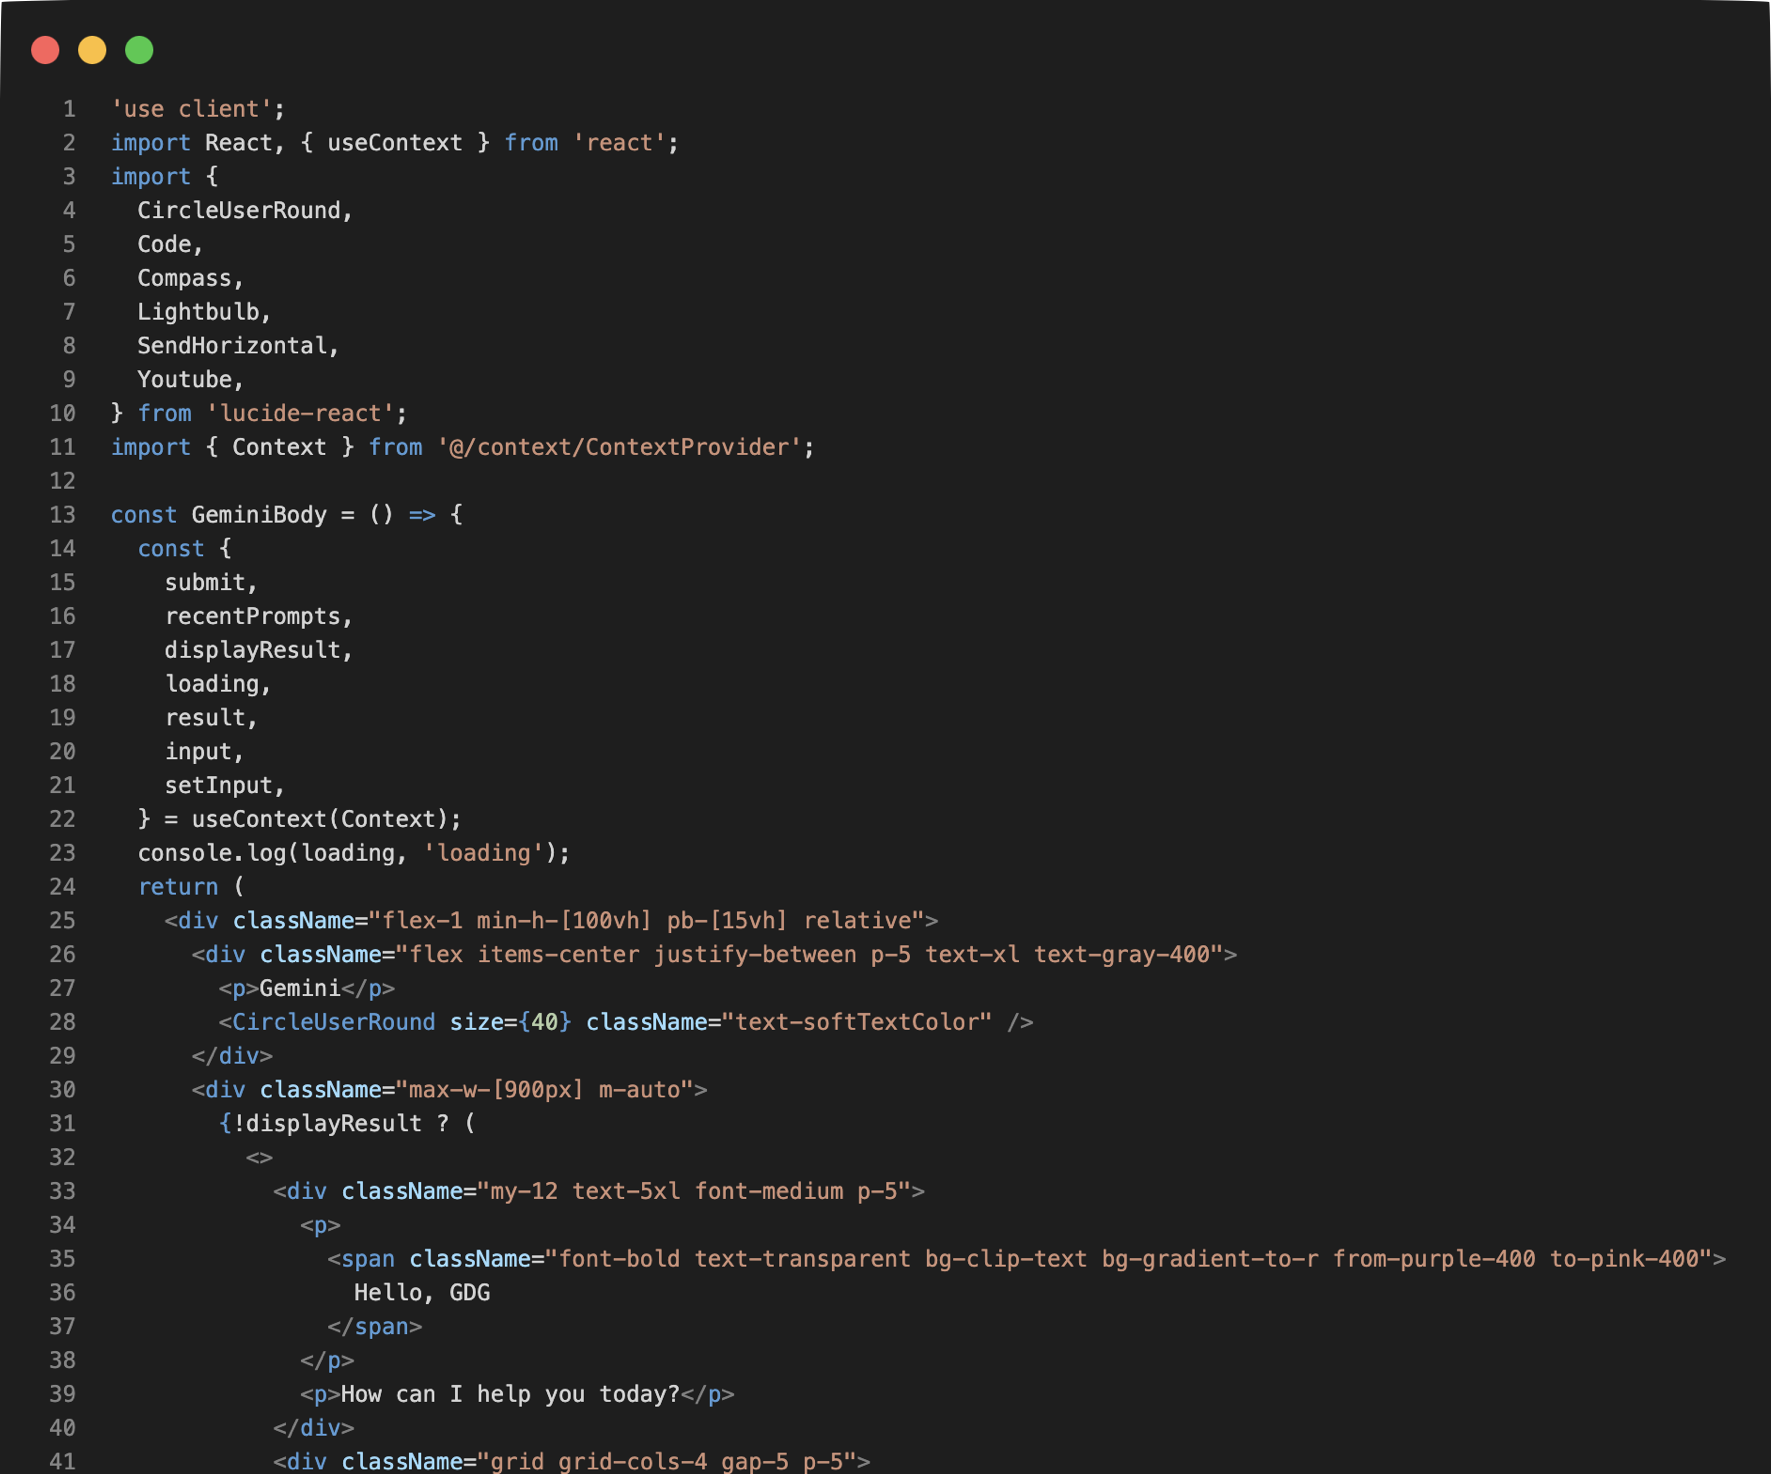 1 'use client';
2 import React, { useContext } from 'react';
3 import {
4   CircleUserRound,
5   Code,
6   Compass,
7   Lightbulb,
8   SendHorizontal,
9   Youtube,
10 } from 'lucide-react';
11 import { Context } from '@/context/ContextProvider';
12
13 const GeminiBody = () => {
14   const {
15     submit,
16     recentPrompts,
17     displayResult,
18     loading,
19     result,
20     input,
21     setInput,
22   } = useContext(Context);
23   console.log(loading, 'loading');
24   return (
25     <div className="flex-1 min-h-[100vh] pb-[15vh] relative">
26       <div className="flex items-center justify-between p-5 text-xl text-gray-400">
27         <p>Gemini</p>
28         <CircleUserRound size={40} className="text-softTextColor" />
29       </div>
30       <div className="max-w-[900px] m-auto">
31         {!displayResult ? (
32           <>
33             <div className="my-12 text-5xl font-medium p-5">
34               <p>
35                 <span className="font-bold text-transparent bg-clip-text bg-gradient-to-r from-purple-400 to-pink-400">
36                   Hello, GDG
37                 </span>
38               </p>
39               <p>How can I help you today?</p>
40             </div>
41             <div className="grid grid-cols-4 gap-5 p-5">